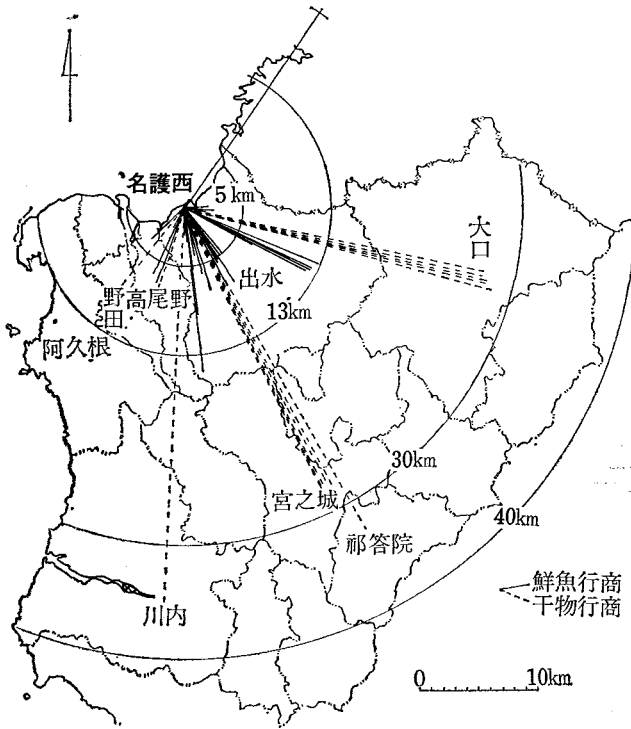 名護西
5km
大口
出水
高尾野
野田
13km
阿久根
30km
宮之城
40km
祁答院
鮮魚行商
干物行商
川内
0 10km